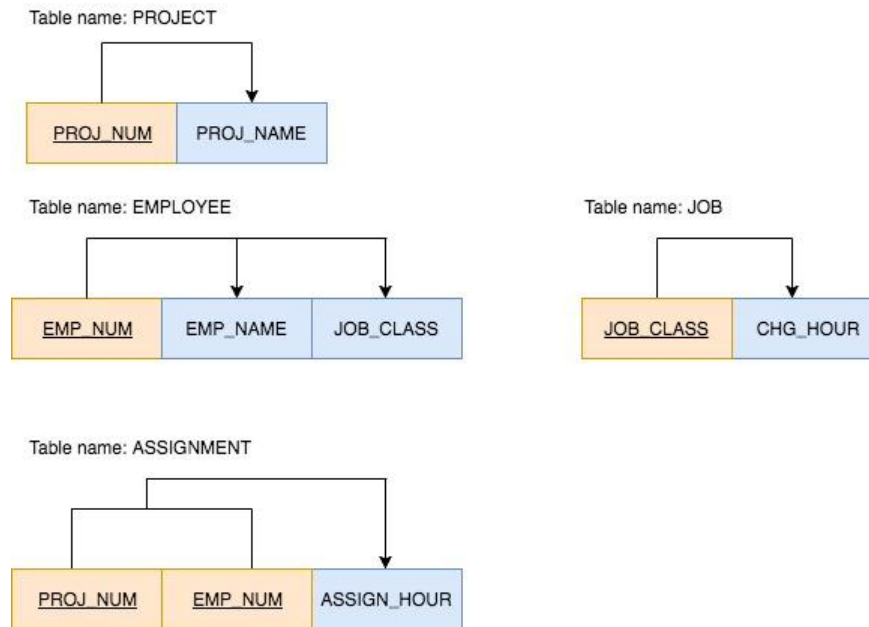 Table name: PROJECT
PROJ_NUM PROJ_NAME
Table name: EMPLOYEE
EMP_NUM EMP_NAME JOB_CLASS
Table name: JOB
JOB_CLASS CHG_HOUR
Table name: ASSIGNMENT
PROJ_NUM EMP_NUM ASSIGN_HOUR